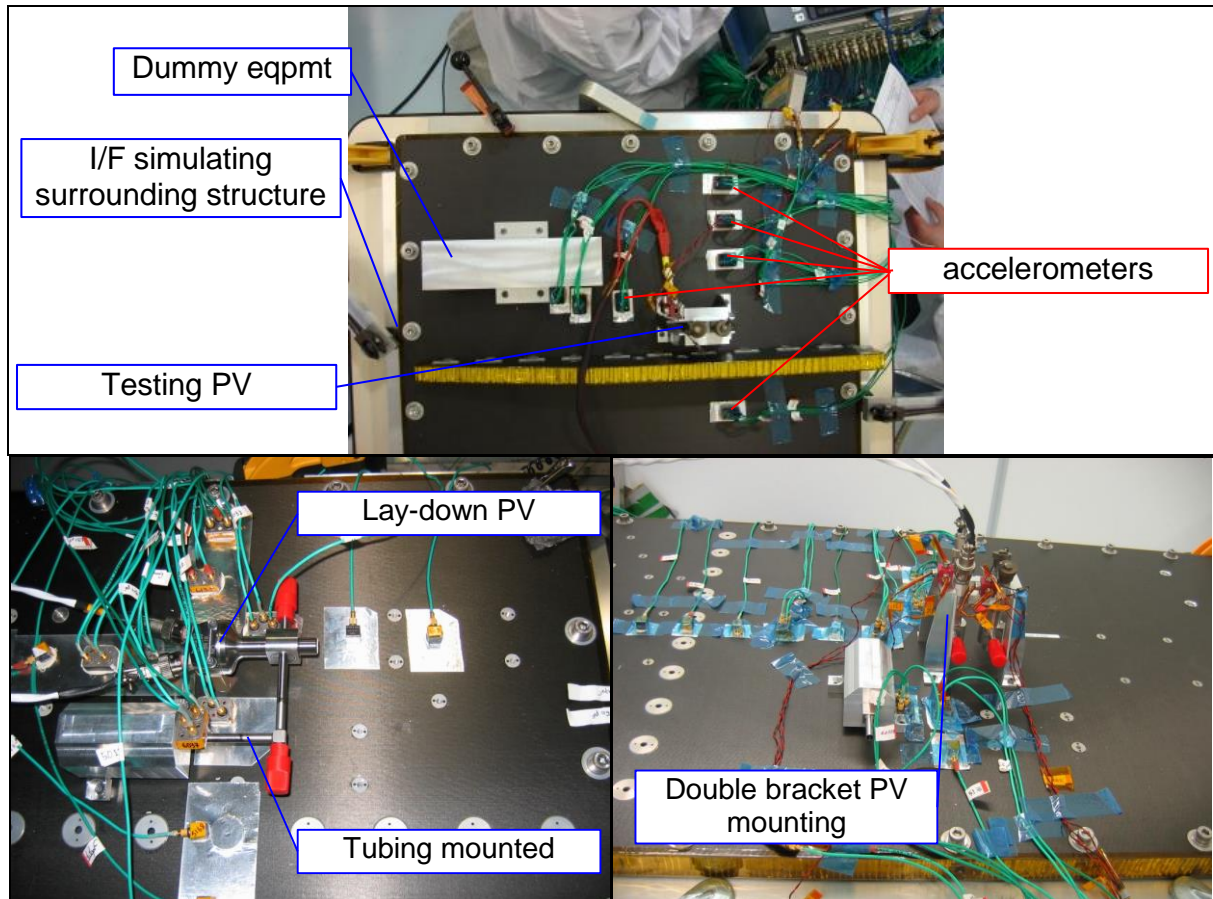 Dummy eqpmt
I/F simulating
surrounding structure
accelerometers
Testing PV
Lay-down PV
Double bracket PV
mounting
Tubing mounted